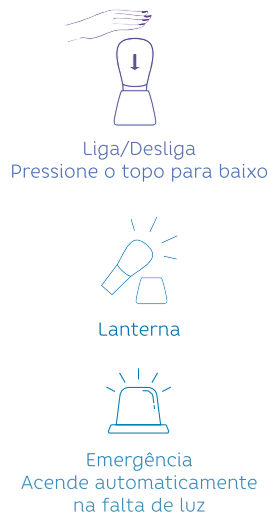 Liga/Desliga
Pressione o topo para baixo
Lanterna
Emergência
Acende automaticamente
na falta de luz